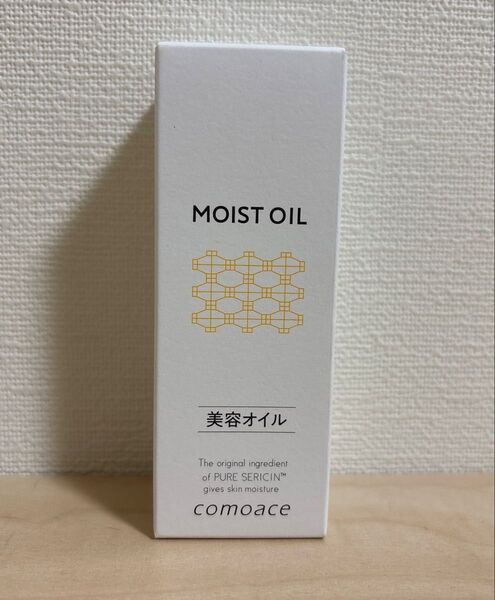 MOIST OIL
美容オイル
The original ingredient
of PURE SERICIN™
gives skin moisture
comoace